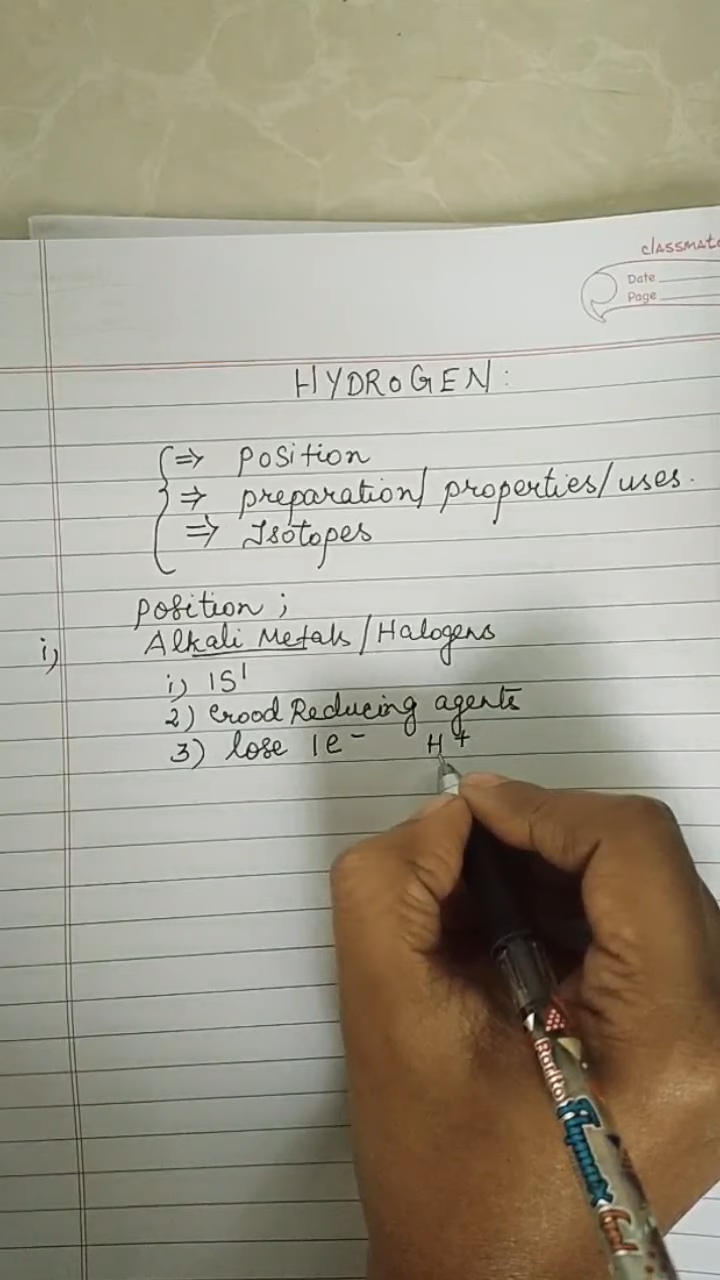 classmate
Date
Page
HYDROGEN :
⇒ Position
⇒ preparation/ properties/uses.
⇒ Isotopes
Position ;
i) Alkali Metals / Halogens
i) 1S¹
2) Good Reducing agents
3) lose 1e⁻ H⁺